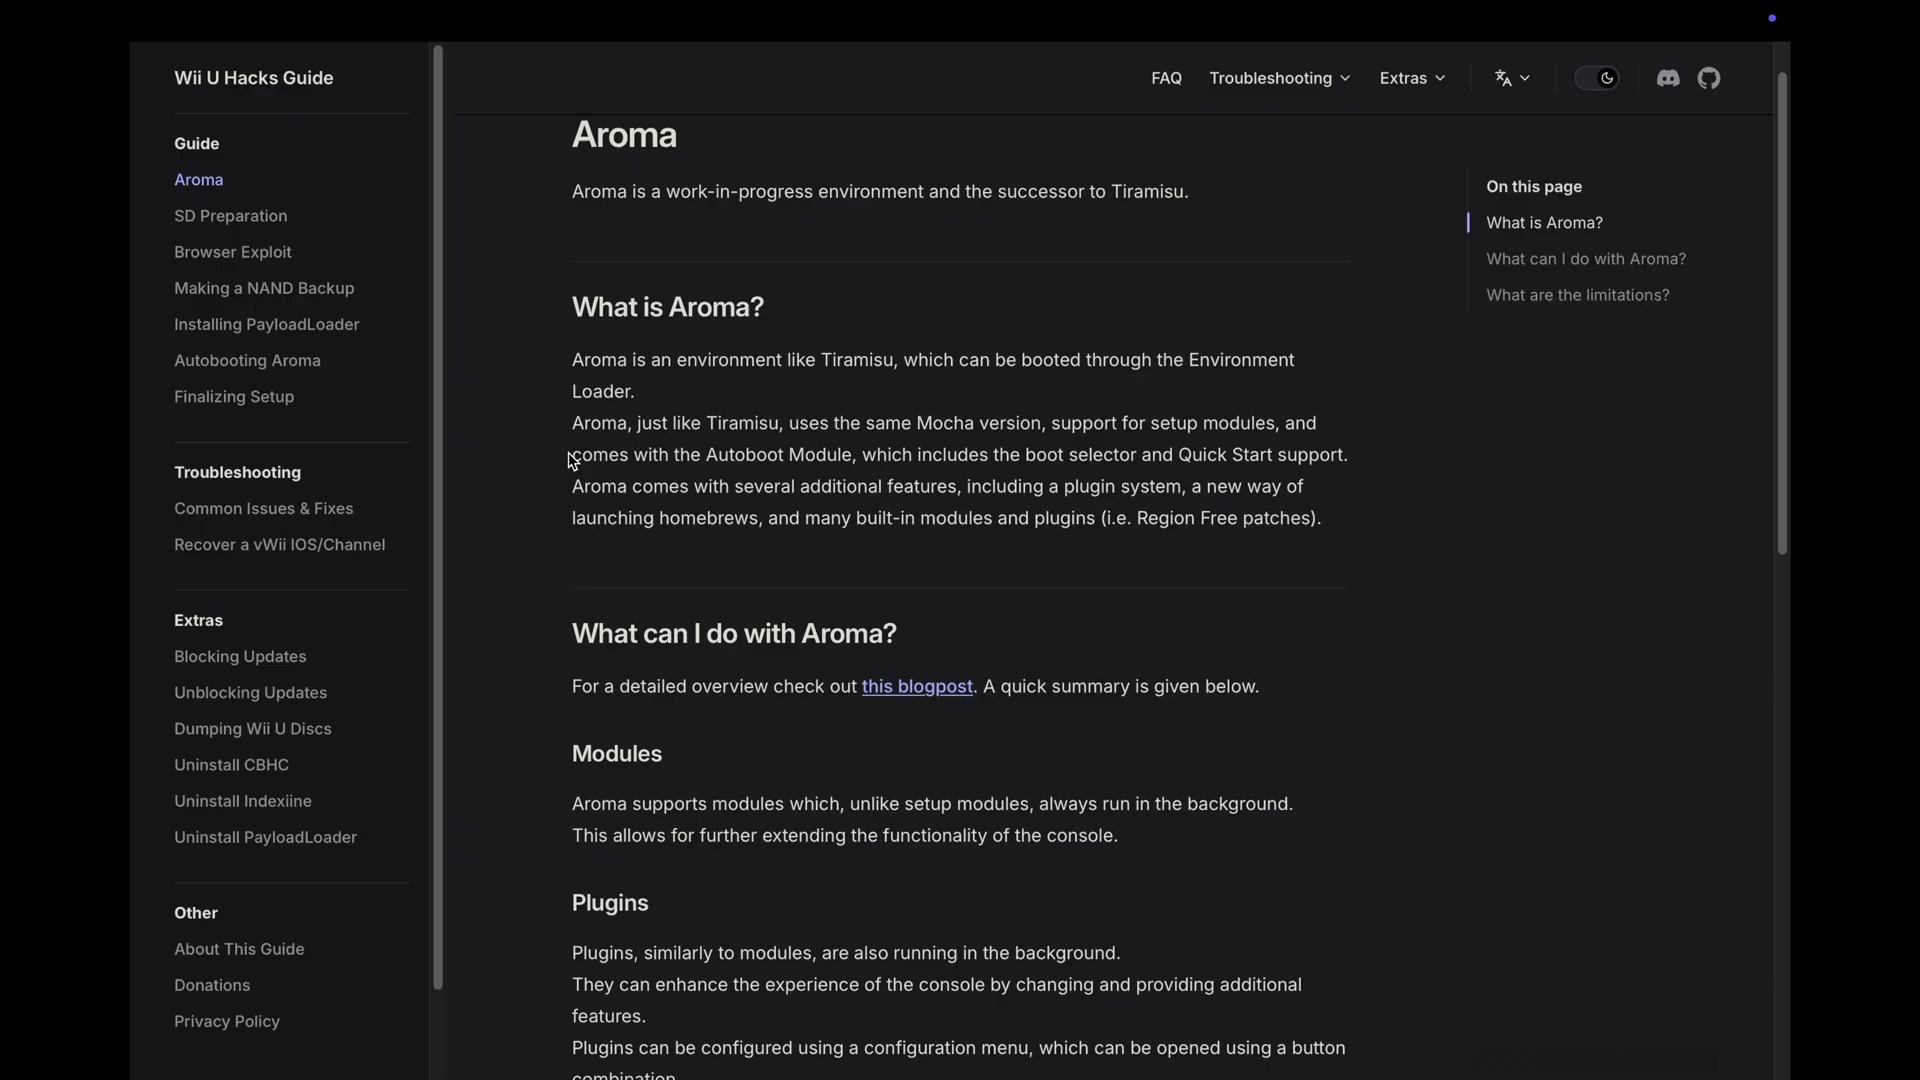 Wii U Hacks Guide
FAQ
Troubleshooting
Extras
Guide
Aroma
SD Preparation
Browser Exploit
Making a NAND Backup
Installing PayloadLoader
Autobooting Aroma
Finalizing Setup
Troubleshooting
Common Issues & Fixes
Recover a vWii IOS/Channel
Extras
Blocking Updates
Unblocking Updates
Dumping Wii U Discs
Uninstall CBHC
Uninstall Indexiine
Uninstall PayloadLoader
Other
About This Guide
Donations
Privacy Policy
Aroma
Aroma is a work-in-progress environment and the successor to Tiramisu.
What is Aroma?
Aroma is an environment like Tiramisu, which can be booted through the Environment
Loader.
Aroma, just like Tiramisu, uses the same Mocha version, support for setup modules, and
comes with the Autoboot Module, which includes the boot selector and Quick Start support.
Aroma comes with several additional features, including a plugin system, a new way of
launching homebrews, and many built-in modules and plugins (i.e. Region Free patches).
What can I do with Aroma?
For a detailed overview check out this blogpost. A quick summary is given below.
Modules
Aroma supports modules which, unlike setup modules, always run in the background.
This allows for further extending the functionality of the console.
Plugins
Plugins, similarly to modules, are also running in the background.
They can enhance the experience of the console by changing and providing additional
features.
Plugins can be configured using a configuration menu, which can be opened using a button
combination.
On this page
What is Aroma?
What can I do with Aroma?
What are the limitations?